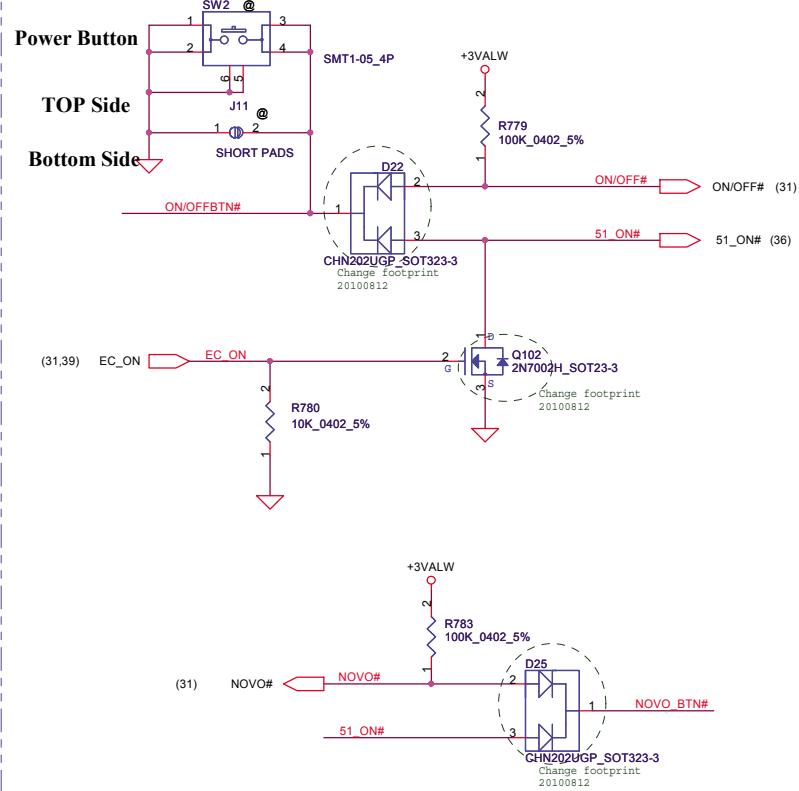 SW2 @
1
3
Power Button
2
4
SMT1-05_4P
6
5
+3VALW
TOP Side
J11
@
1
2
2
R779
100K_0402_5%
1
Bottom Side
SHORT PADS
D22
2
ON/OFF#
ON/OFF# (31)
ON/OFFBTN#
1
3
51_ON#
51_ON# (36)
CHN202UGP_SOT323-3
Change footprint
20100812
1
D
(31,39) EC_ON
EC_ON
2
G
Q102
2N7002H_SOT23-3
S
3
Change footprint
20100812
2
R780
10K_0402_5%
1
+3VALW
2
R783
100K_0402_5%
1
D25
(31) NOVO#
NOVO#
2
1
NOVO_BTN#
51_ON#
3
CHN202UGP_SOT323-3
Change footprint
20100812